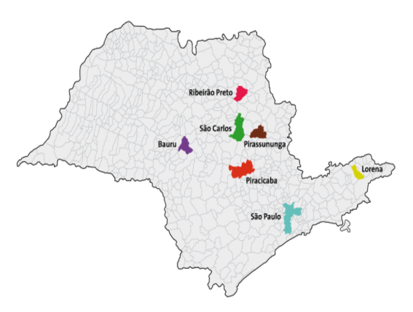 Ribeirão Preto
São Carlos
Pirassununga
Bauru
Lorena
Piracicaba
São Paulo